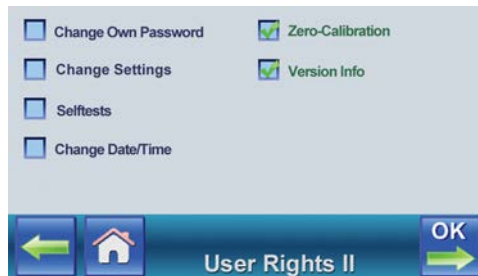 Change Own Password
Zero-Calibration
Change Settings
Version Info
Selftests
Change Date/Time
User Rights II
OK